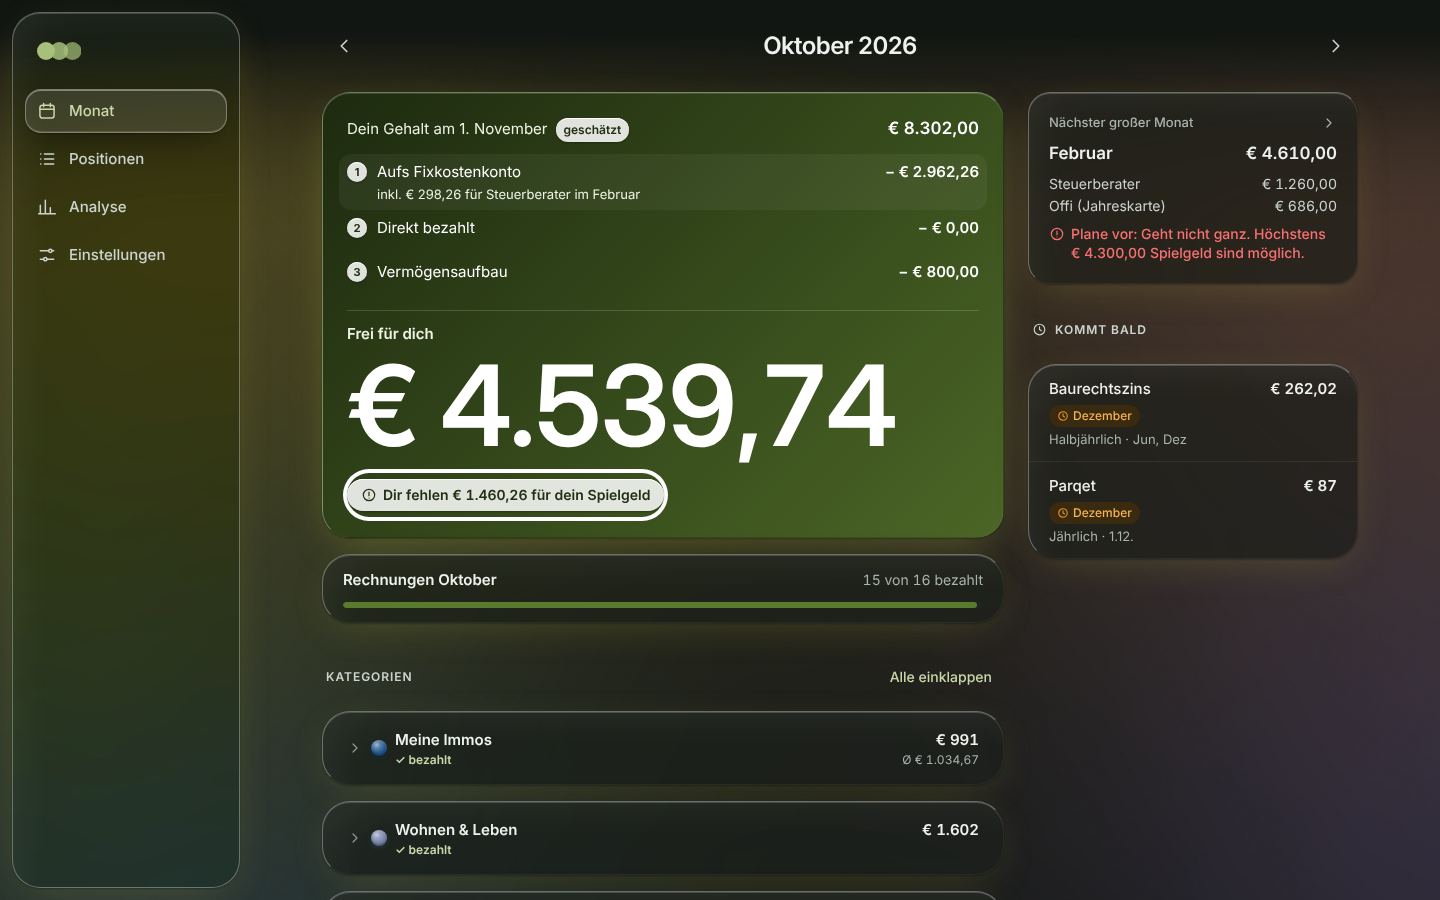 Monat
Positionen
Analyse
Einstellungen
Oktober 2026
Dein Gehalt am 1. November geschätzt € 8.302,00
1 Aufs Fixkostenkonto – € 2.962,26
inkl. € 298,26 für Steuerberater im Februar
2 Direkt bezahlt – € 0,00
3 Vermögensaufbau – € 800,00
Frei für dich
€ 4.539,74
Dir fehlen € 1.460,26 für dein Spielgeld
Rechnungen Oktober 15 von 16 bezahlt
KATEGORIEN Alle einklappen
Meine Immos € 991
✓ bezahlt Ø € 1.034,67
Wohnen & Leben € 1.602
✓ bezahlt
Nächster großer Monat
Februar € 4.610,00
Steuerberater € 1.260,00
Offi (Jahreskarte) € 686,00
Plane vor: Geht nicht ganz. Höchstens
€ 4.300,00 Spielgeld sind möglich.
KOMMT BALD
Baurechtszins € 262,02
Dezember
Halbjährlich · Jun, Dez
Parqet € 87
Dezember
Jährlich · 1.12.